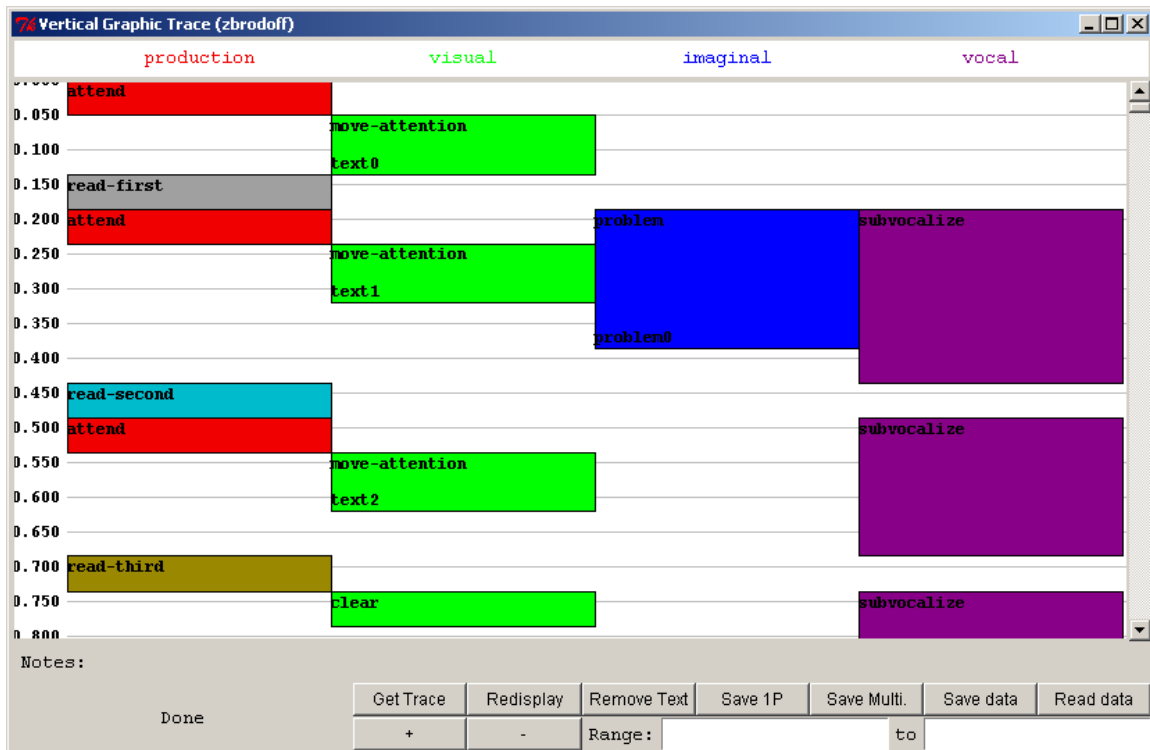 Vertical Graphic Trace (zbrodoff)
production visual imaginal vocal
attend
0.050
move-attention
0.100
text0
0.150 read-first
0.200 attend problem subvocalize
0.250 move-attention
0.300 text1
0.350 problem0
0.400
0.450 read-second
0.500 attend subvocalize
0.550 move-attention
0.600 text2
0.650
0.700 read-third
0.750 clear subvocalize
0.800
Notes:
Done
Get Trace Redisplay Remove Text Save 1P Save Multi. Save data Read data
+ - Range: to